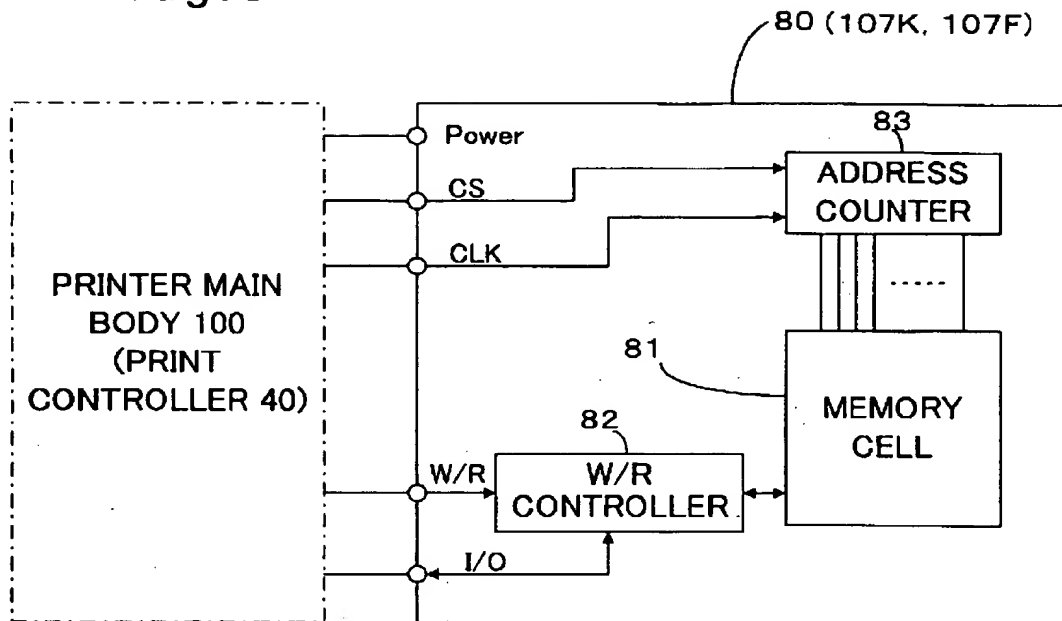 80 (107K, 107F)
Power
CS
CLK
83
ADDRESS
COUNTER
......
PRINTER MAIN
BODY 100
(PRINT
CONTROLLER 40)
81
MEMORY
CELL
82
W/R
W/R
CONTROLLER
I/O